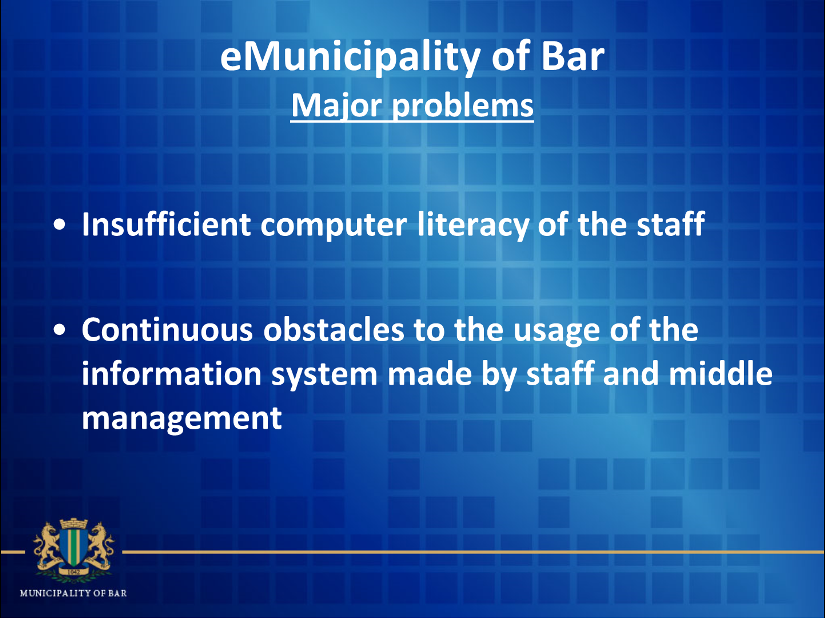 eMunicipality of Bar
Major problems
• Insufficient computer literacy of the staff
• Continuous obstacles to the usage of the
information system made by staff and middle
management
1042
MUNICIPALITY OF BAR